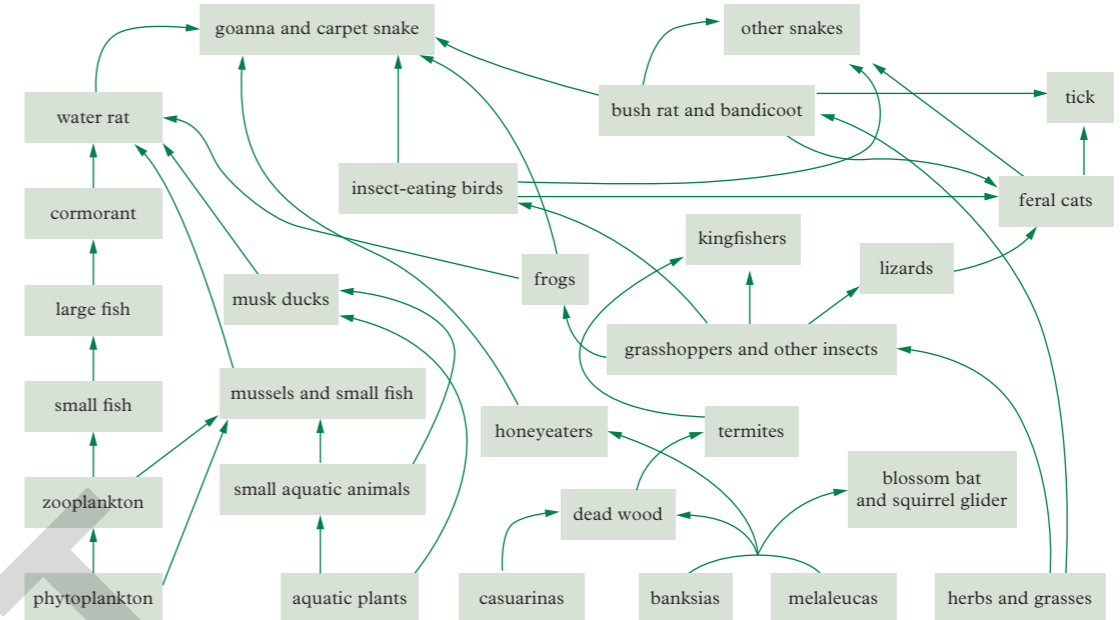 goanna and carpet snake
other snakes
tick
bush rat and bandicoot
water rat
insect-eating birds
feral cats
cormorant
kingfishers
lizards
frogs
musk ducks
large fish
grasshoppers and other insects
mussels and small fish
small fish
honeyeaters
termites
blossom bat
and squirrel glider
small aquatic animals
zooplankton
dead wood
phytoplankton
aquatic plants
casuarinas
banksias
melaleucas
herbs and grasses